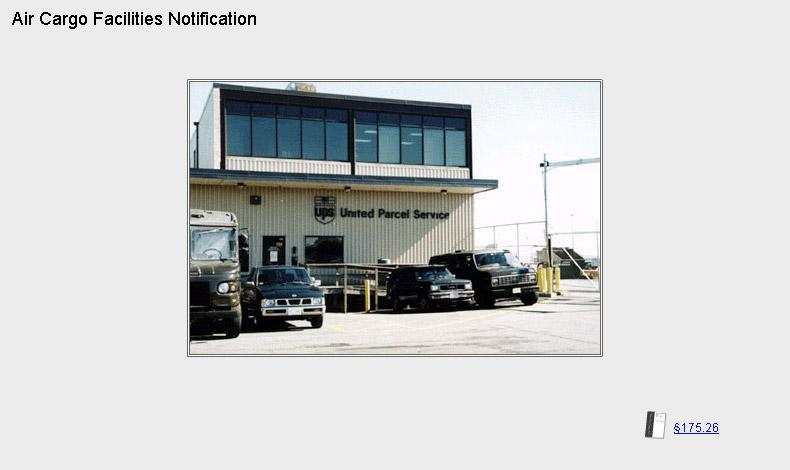 Air Cargo Facilities Notification
ups United Parcel Service
§175.26